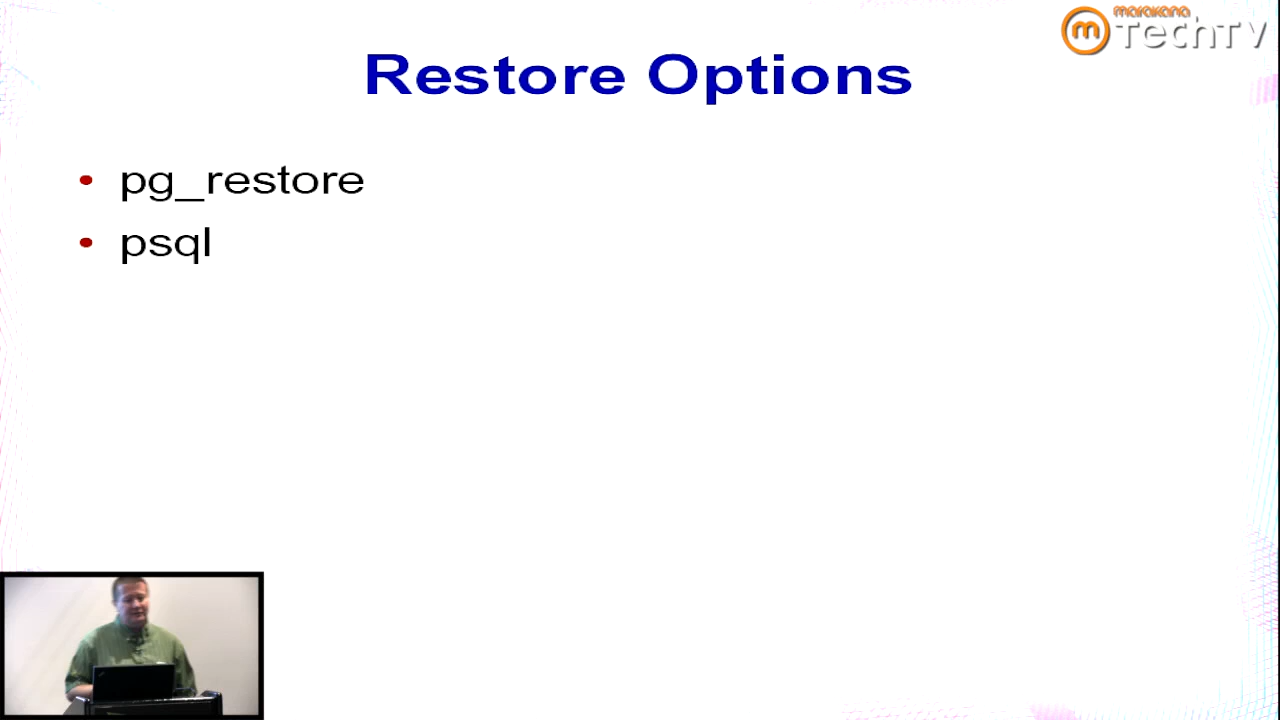 marakana
TechTV
Restore Options
• pg_restore
• psql